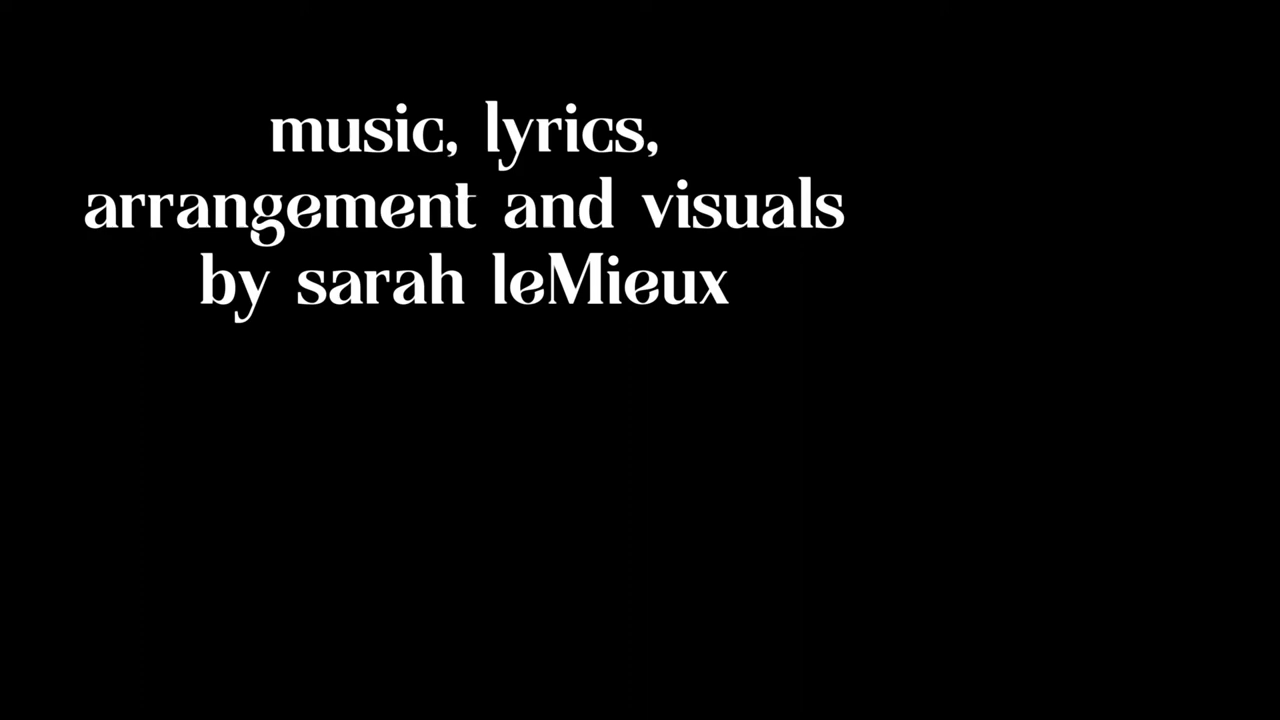 music, lyrics,
arrangement and visuals
by sarah leMieux